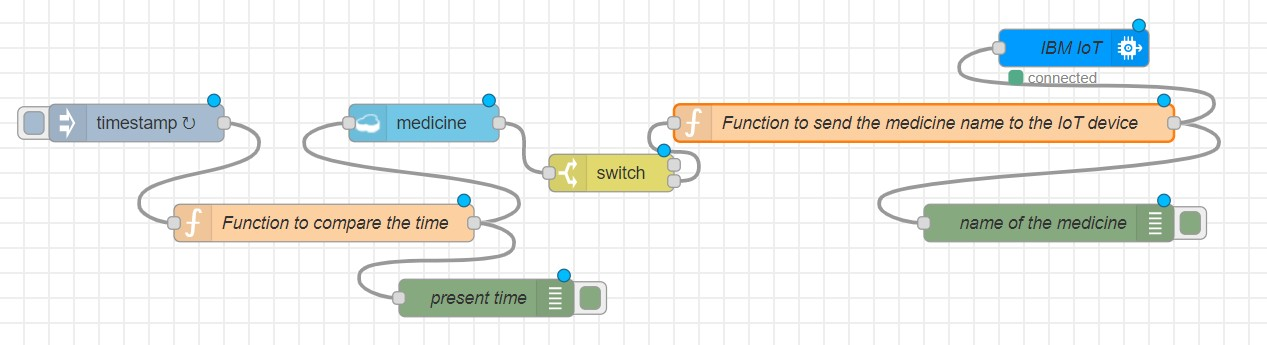 IBM IoT
connected
timestamp ↻
medicine
Function to send the medicine name to the IoT device
switch
Function to compare the time
name of the medicine
present time